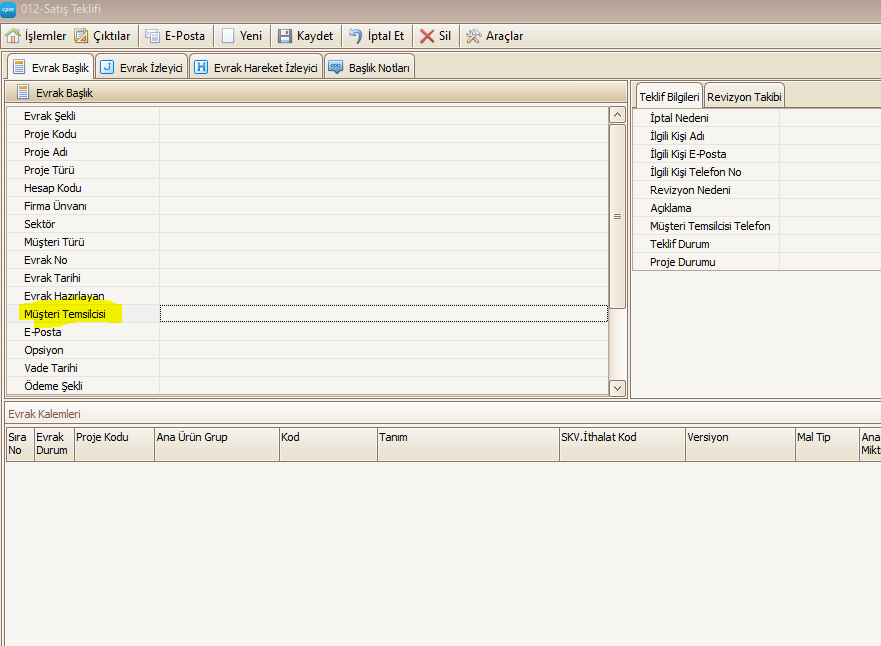 cpm 012-Satış Teklifi
İşlemler Çıktılar E-Posta Yeni Kaydet İptal Et Sil Araçlar
Evrak Başlık J Evrak İzleyici H Evrak Hareket İzleyici Başlık Notları
Evrak Başlık
Evrak Şekli
Proje Kodu
Proje Adı
Proje Türü
Hesap Kodu
Firma Ünvanı
Sektör
Müşteri Türü
Evrak No
Evrak Tarihi
Evrak Hazırlayan
Müşteri Temsilcisi
E-Posta
Opsiyon
Vade Tarihi
Ödeme Şekli
Teklif Bilgileri Revizyon Takibi
İptal Nedeni
İlgili Kişi Adı
İlgili Kişi E-Posta
İlgili Kişi Telefon No
Revizyon Nedeni
Açıklama
Müşteri Temsilcisi Telefon
Teklif Durum
Proje Durumu
Evrak Kalemleri
Sıra No
Evrak Durum
Proje Kodu
Ana Ürün Grup
Kod
Tanım
SKV.İthalat Kod
Versiyon
Mal Tip
Ana Mikt